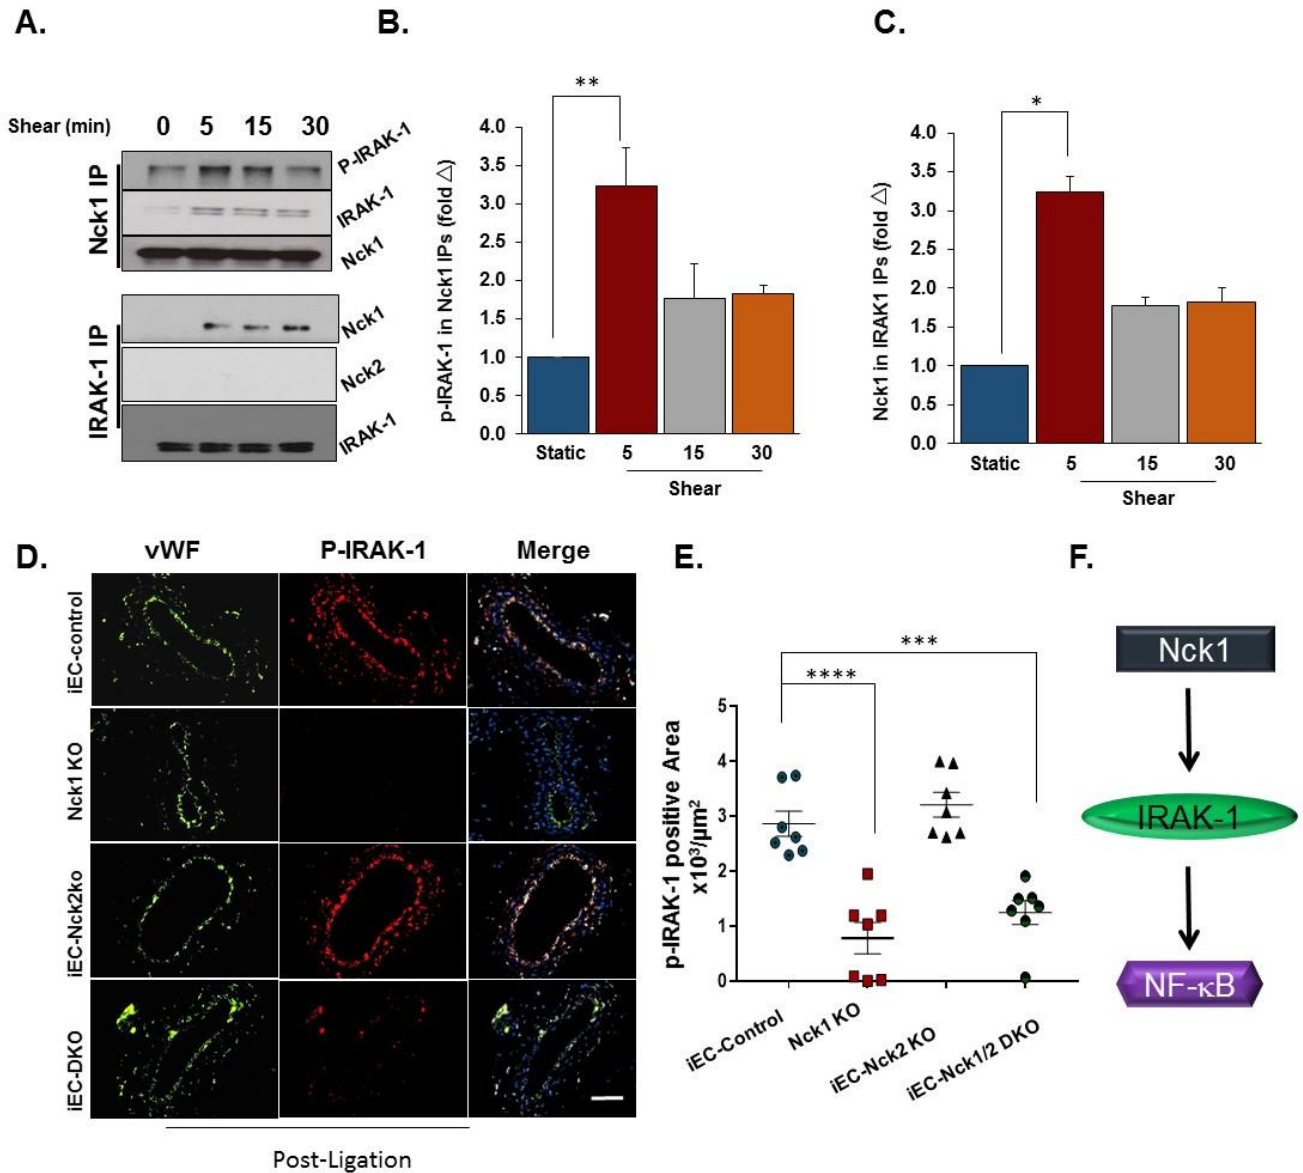 A.
Shear (min) 0 5 15 30
Nck1 IP
P-IRAK-1
IRAK-1
Nck1
IRAK-1 IP
Nck1
Nck2
IRAK-1
B.
**
p-IRAK-1 in Nck1 IPs (fold △)
4.0
3.5
3.0
2.5
2.0
1.5
1.0
0.5
0.0
Static 5 15 30
Shear
C.
*
Nck1 in IRAK1 IPs (fold △)
4.0
3.5
3.0
2.5
2.0
1.5
1.0
0.5
0.0
Static 5 15 30
Shear
D.
vWF P-IRAK-1 Merge
iEC-control
Nck1 KO
iEC-Nck2ko
iEC-DKO
Post-Ligation
E.
***
****
p-IRAK-1 positive Area
x10³/µm²
5
4
3
2
1
0
iEC-Control
Nck1 KO
iEC-Nck2 KO
iEC-Nck1/2 DKO
F.
Nck1
IRAK-1
NF-κB